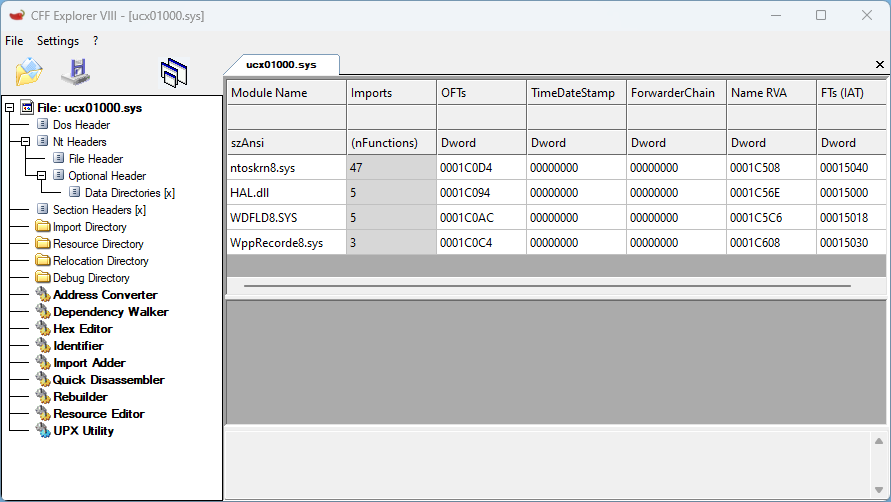 CFF Explorer VIII - [ucx01000.sys]
File Settings ?
ucx01000.sys
File: ucx01000.sys
Dos Header
Nt Headers
File Header
Optional Header
Data Directories [x]
Section Headers [x]
Import Directory
Resource Directory
Relocation Directory
Debug Directory
Address Converter
Dependency Walker
Hex Editor
Identifier
Import Adder
Quick Disassembler
Rebuilder
Resource Editor
UPX Utility
Module Name Imports OFTs TimeDateStamp ForwarderChain Name RVA FTs (IAT)
szAnsi (nFunctions) Dword Dword Dword Dword Dword
ntoskrn8.sys 47 0001C0D4 00000000 00000000 0001C508 00015040
HAL.dll 5 0001C094 00000000 00000000 0001C56E 00015000
WDFLD8.SYS 5 0001C0AC 00000000 00000000 0001C5C6 00015018
WppRecorde8.sys 3 0001C0C4 00000000 00000000 0001C608 00015030